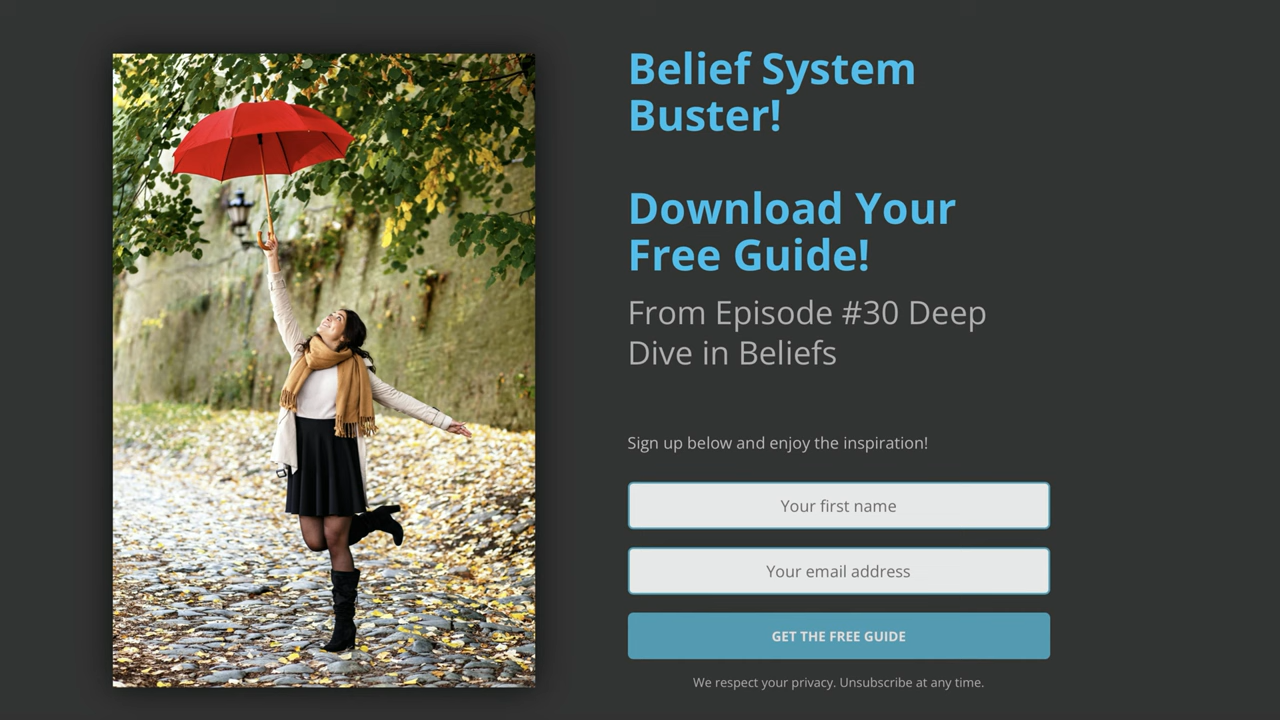 Belief System
Buster!
Download Your
Free Guide!
From Episode #30 Deep
Dive in Beliefs
Sign up below and enjoy the inspiration!
Your first name
Your email address
GET THE FREE GUIDE
We respect your privacy. Unsubscribe at any time.